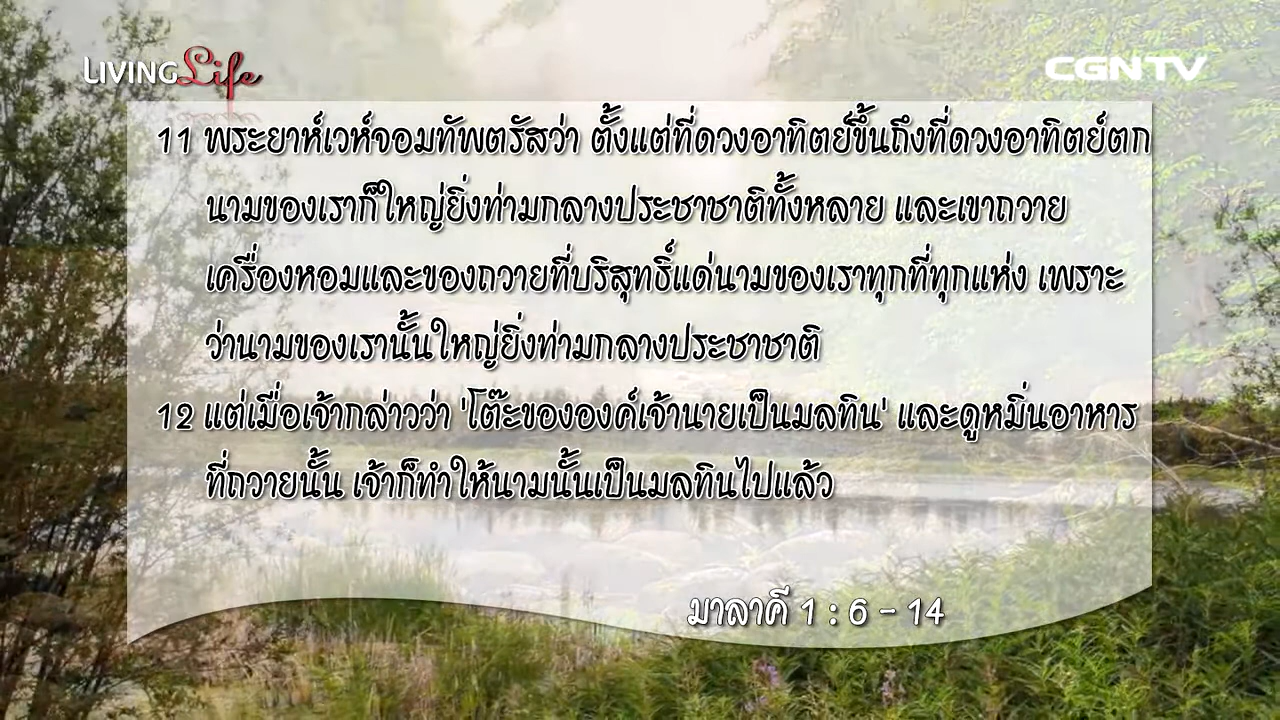 LIVING Life
CGNTV
11 พระยาห์เวห์จอมทัพตรัสว่า ตั้งแต่ที่ดวงอาทิตย์ขึ้นถึงที่ดวงอาทิตย์ตก
นามของเราก็ใหญ่ยิ่งท่ามกลางประชาชาติทั้งหลาย และเขาถวาย
เครื่องหอมและของถวายที่บริสุทธิ์แด่นามของเราทุกที่ทุกแห่ง เพราะ
ว่านามของเรานั้นใหญ่ยิ่งท่ามกลางประชาชาติ
12 แต่เมื่อเจ้ากล่าวว่า 'โต๊ะขององค์เจ้านายเป็นมลทิน' และดูหมิ่นอาหาร
ที่ถวายนั้น เจ้าก็ทำให้นามนั้นเป็นมลทินไปแล้ว
มาลาคี 1 : 6 - 14